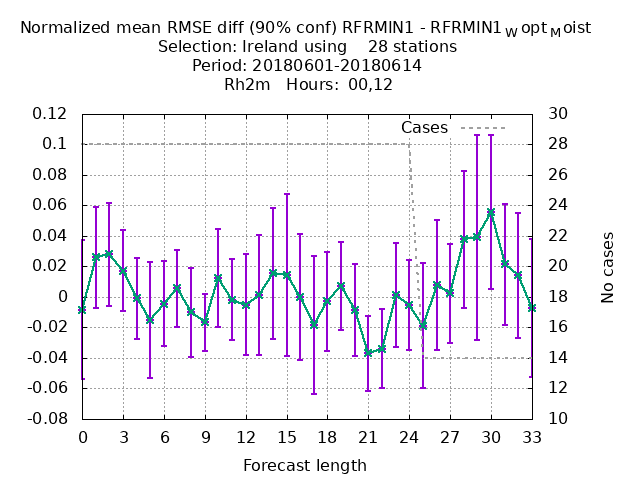 Normalized mean RMSE diff (90% conf) RFRMIN1 - RFRMIN1WoptMoist
Selection: Ireland using 28 stations
Period: 20180601-20180614
Rh2m Hours: 00,12
Cases
0.12
0.1
0.08
0.06
0.04
0.02
0
-0.02
-0.04
-0.06
-0.08
30
28
26
24
22
20
18
16
14
12
10
No cases
0 3 6 9 12 15 18 21 24 27 30 33
Forecast length